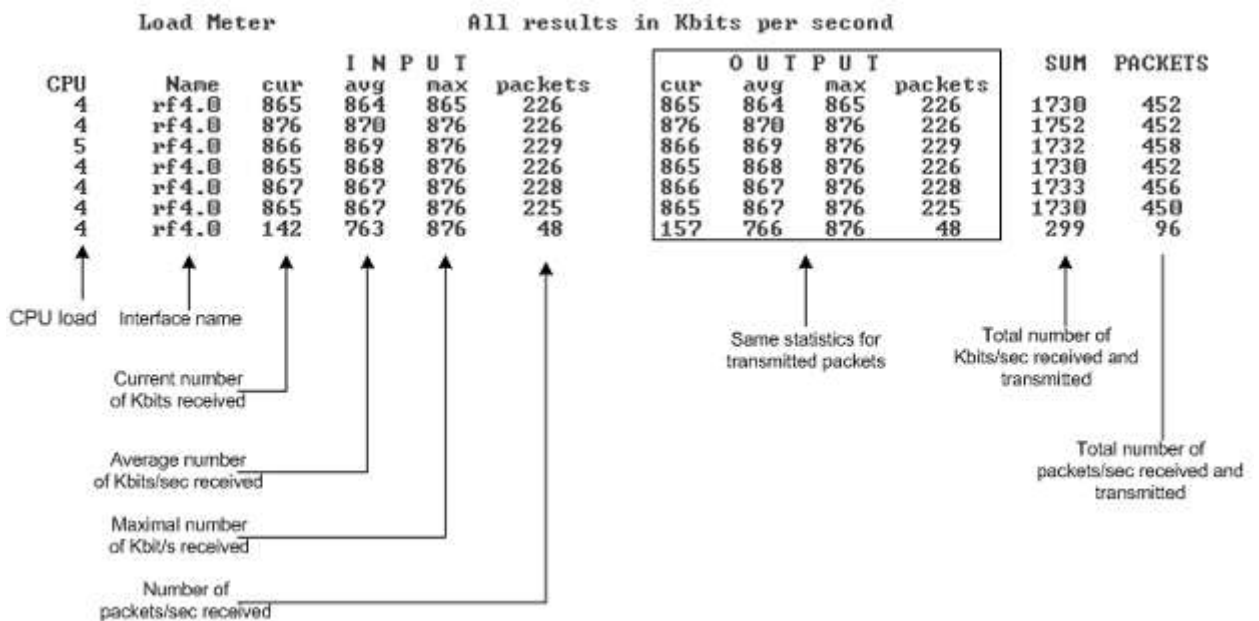 Load Meter All results in Kbits per second
I N P U T O U T P U T SUM PACKETS
CPU Name cur avg max packets cur avg max packets
4 rf4.0 865 864 865 226 865 864 865 226 1730 452
4 rf4.0 876 870 876 226 876 870 876 226 1752 452
5 rf4.0 866 869 876 229 866 869 876 229 1732 458
4 rf4.0 865 868 876 226 865 868 876 226 1730 452
4 rf4.0 867 867 876 228 866 867 876 228 1733 456
4 rf4.0 865 867 876 225 865 867 876 225 1730 450
4 rf4.0 142 763 876 48 157 766 876 48 299 96
CPU load
Interface name
Current number
of Kbits received
Average number
of Kbits/sec received
Maximal number
of Kbit/s received
Number of
packets/sec received
Same statistics for
transmitted packets
Total number of
Kbits/sec received and
transmitted
Total number of
packets/sec received and
transmitted